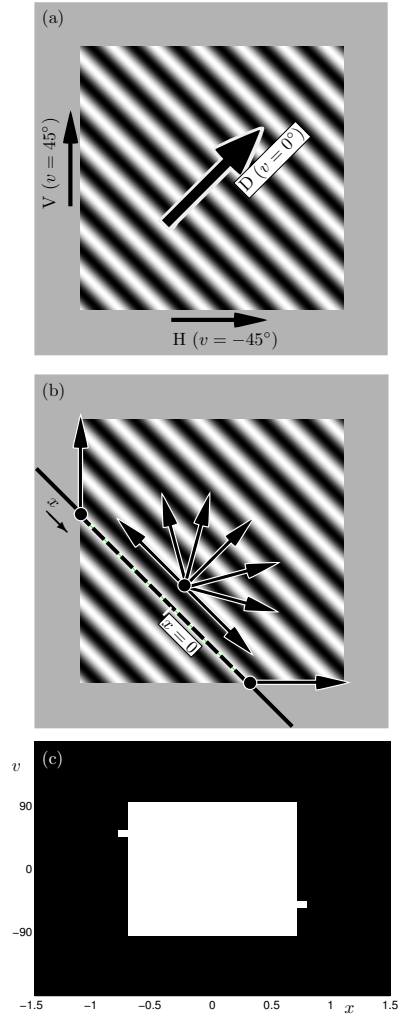 (a)
V (v = 45°)
D (v = 0°)
H (v = −45°)
(b)
x
x = 0
(c)
v
90
0
−90
−1.5 −1 −0.5 0 0.5 1 x 1.5